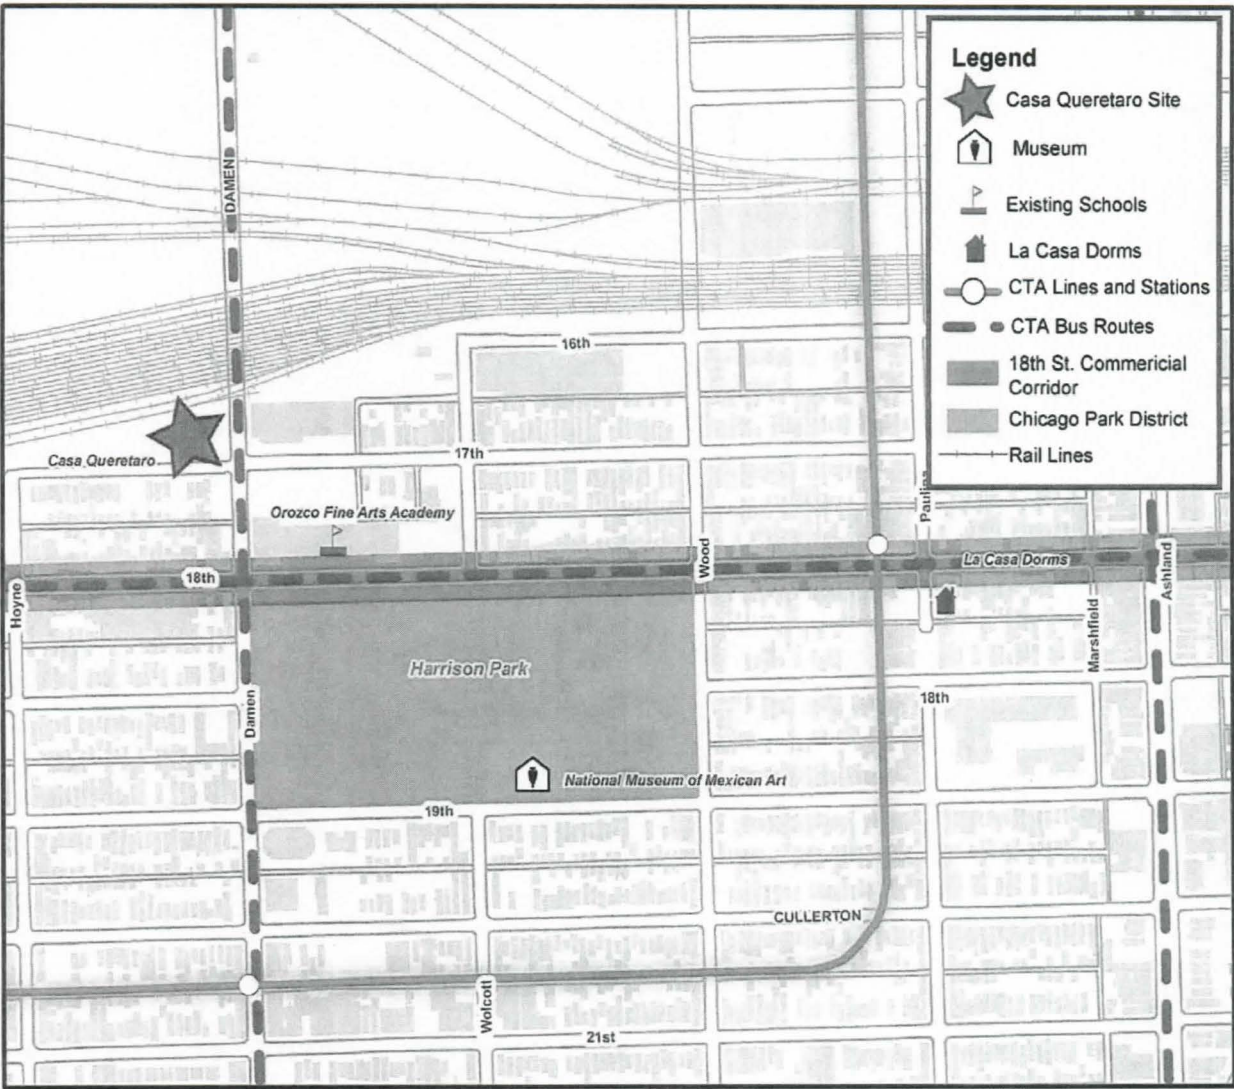 Legend
Casa Queretaro Site
Museum
Existing Schools
La Casa Dorms
CTA Lines and Stations
CTA Bus Routes
18th St. Commericial
Corridor
Chicago Park District
Rail Lines
DAMEN
16th
Casa Queretaro
17th
Orozco Fine Arts Academy
Paulina
Wood
La Casa Dorms
Ashland
18th
Hoyne
Marshfield
Harrison Park
Damen
18th
National Museum of Mexican Art
19th
CULLERTON
Wolcott
21st